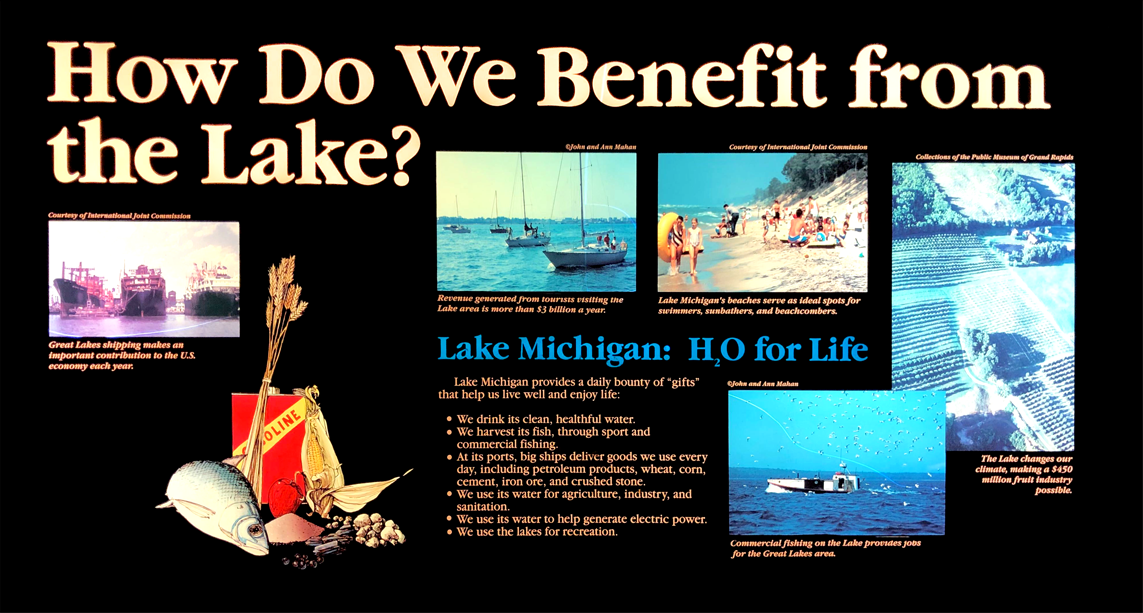 How Do We Benefit from
the Lake?
Courtesy of International Joint Commission
Great Lakes shipping makes an
important contribution to the U.S.
economy each year.
OLINE
©John and Ann Mahan
Revenue generated from tourists visiting the
Lake area is more than $3 billion a year.
Courtesy of International Joint Commission
Lake Michigan's beaches serve as ideal spots for
swimmers, sunbathers, and beachcombers.
Collections of the Public Museum of Grand Rapids
The Lake changes our
climate, making a $450
million fruit industry
possible.
Lake Michigan: H₂O for Life
Lake Michigan provides a daily bounty of “gifts”
that help us live well and enjoy life:
• We drink its clean, healthful water.
• We harvest its fish, through sport and
commercial fishing.
• At its ports, big ships deliver goods we use every
day, including petroleum products, wheat, corn,
cement, iron ore, and crushed stone.
• We use its water for agriculture, industry, and
sanitation.
• We use its water to help generate electric power.
• We use the lakes for recreation.
©John and Ann Mahan
Commercial fishing on the Lake provides jobs
for the Great Lakes area.